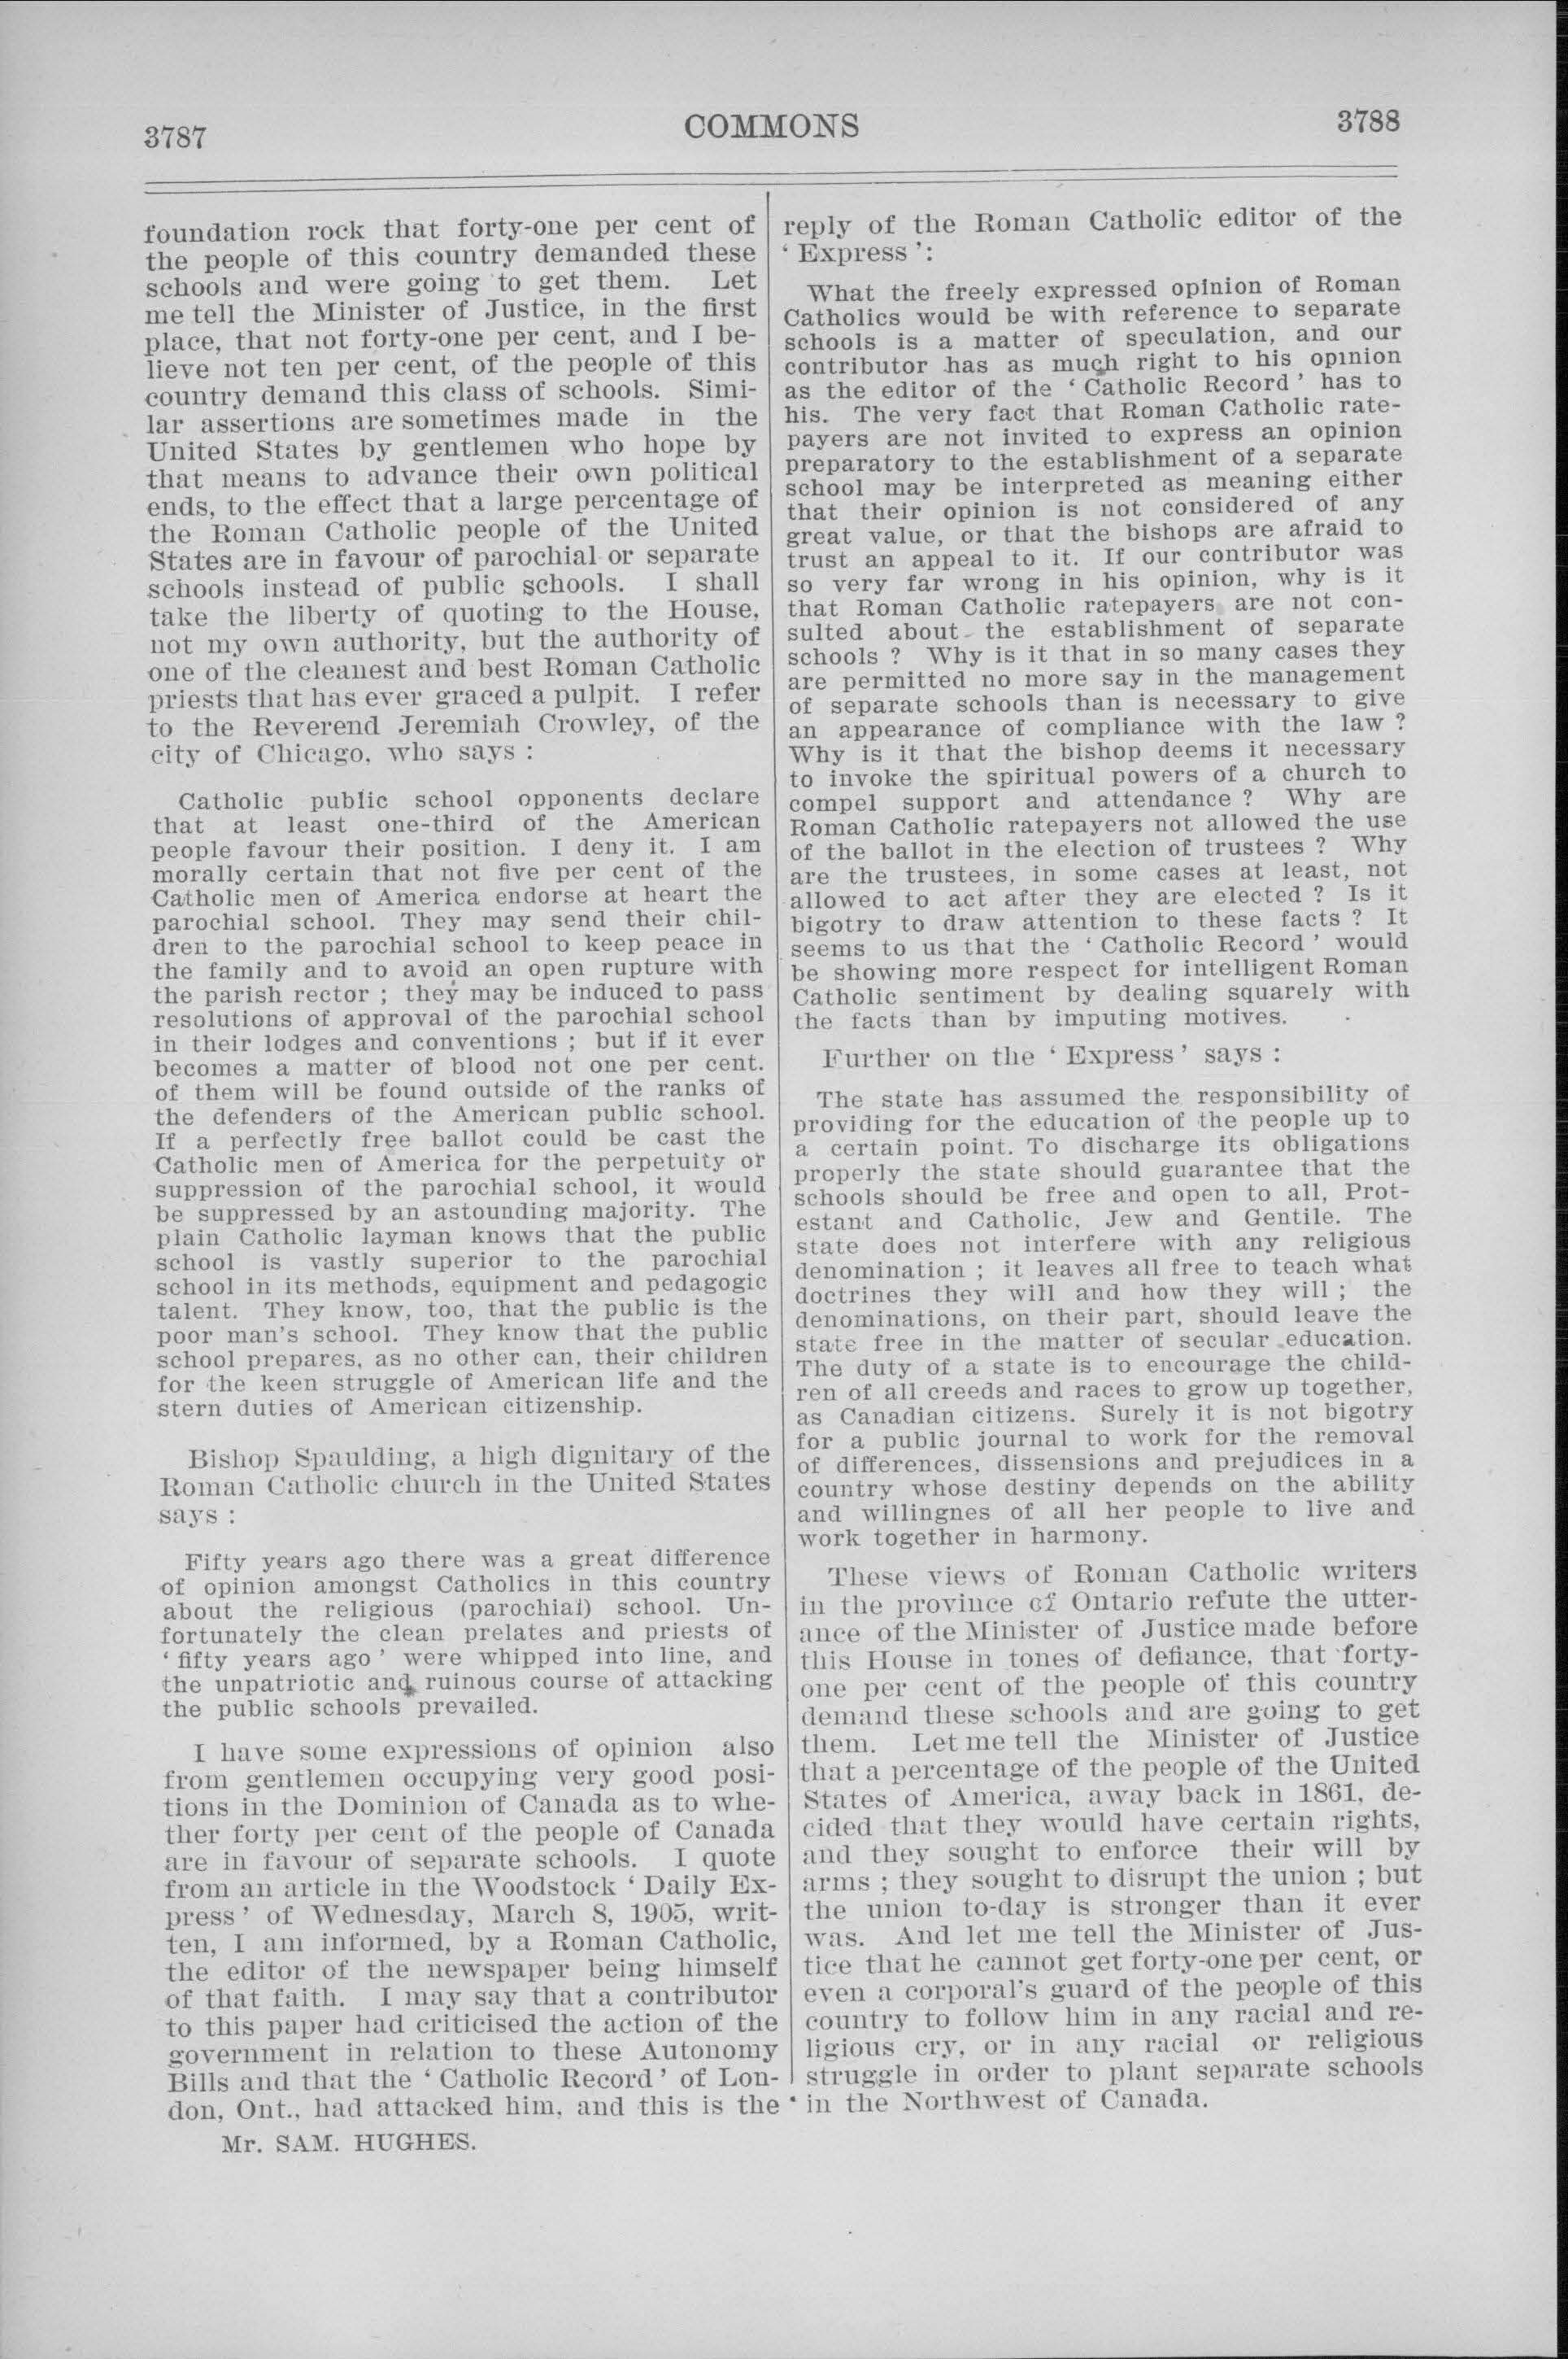 3787
COMMONS
3788
foundation rock that forty-one per cent of
the people of this country demanded these
schools and were going to get them. Let
me tell the Minister of Justice, in the first
place, that not forty-one per cent, and I be-
lieve not ten per cent, of the people of this
country demand this class of schools. Simi-
lar assertions are sometimes made in the
United States by gentlemen who hope by
that means to advance their own political
ends, to the effect that a large percentage of
the Roman Catholic people of the United
States are in favour of parochial or separate
schools instead of public schools. I shall
take the liberty of quoting to the House,
not my own authority, but the authority of
one of the cleanest and best Roman Catholic
priests that has ever graced a pulpit. I refer
to the Reverend Jeremiah Crowley, of the
city of Chicago, who says :
Catholic public school opponents declare
that at least one-third of the American
people favour their position. I deny it. I am
morally certain that not five per cent of the
Catholic men of America endorse at heart the
parochial school. They may send their chil-
dren to the parochial school to keep peace in
the family and to avoid an open rupture with
the parish rector ; they may be induced to pass
resolutions of approval of the parochial school
in their lodges and conventions ; but if it ever
becomes a matter of blood not one per cent.
of them will be found outside of the ranks of
the defenders of the American public school.
If a perfectly free ballot could be cast the
Catholic men of America for the perpetuity or
suppression of the parochial school, it would
be suppressed by an astounding majority. The
plain Catholic layman knows that the public
school is vastly superior to the parochial
school in its methods, equipment and pedagogic
talent. They know, too, that the public is the
poor man's school. They know that the public
school prepares, as no other can, their children
for the keen struggle of American life and the
stern duties of American citizenship.
Bishop Spaulding, a high dignitary of the
Roman Catholic church in the United States
says :
Fifty years ago there was a great difference
of opinion amongst Catholics in this country
about the religious (parochial) school. Un-
fortunately the clean prelates and priests of
' fifty years ago ' were whipped into line, and
the unpatriotic and ruinous course of attacking
the public schools prevailed.
I have some expressions of opinion also
from gentlemen occupying very good posi-
tions in the Dominion of Canada as to whe-
ther forty per cent of the people of Canada
are in favour of separate schools. I quote
from an article in the Woodstock ' Daily Ex-
press ' of Wednesday, March 8, 1905, writ-
ten, I am informed, by a Roman Catholic,
the editor of the newspaper being himself
of that faith. I may say that a contributor
to this paper had criticised the action of the
government in relation to these Autonomy
Bills and that the ' Catholic Record ' of Lon-
don, Ont., had attacked him, and this is the
Mr. SAM. HUGHES.
reply of the Roman Catholic editor of the
' Express ':
What the freely expressed opinion of Roman
Catholics would be with reference to separate
schools is a matter of speculation, and our
contributor has as much right to his opinion
as the editor of the ' Catholic Record ' has to
his. The very fact that Roman Catholic rate-
payers are not invited to express an opinion
preparatory to the establishment of a separate
school may be interpreted as meaning either
that their opinion is not considered of any
great value, or that the bishops are afraid to
trust an appeal to it. If our contributor was
so very far wrong in his opinion, why is it
that Roman Catholic ratepayers are not con-
sulted about the establishment of separate
schools ? Why is it that in so many cases they
are permitted no more say in the management
of separate schools than is necessary to give
an appearance of compliance with the law ?
Why is it that the bishop deems it necessary
to invoke the spiritual powers of a church to
compel support and attendance ? Why are
Roman Catholic ratepayers not allowed the use
of the ballot in the election of trustees ? Why
are the trustees, in some cases at least, not
allowed to act after they are elected ? Is it
bigotry to draw attention to these facts ? It
seems to us that the ' Catholic Record ' would
be showing more respect for intelligent Roman
Catholic sentiment by dealing squarely with
the facts than by imputing motives.
Further on the ' Express ' says :
The state has assumed the responsibility of
providing for the education of the people up to
a certain point. To discharge its obligations
properly the state should guarantee that the
schools should be free and open to all, Prot-
estant and Catholic, Jew and Gentile. The
state does not interfere with any religious
denomination ; it leaves all free to teach what
doctrines they will and how they will ; the
denominations, on their part, should leave the
state free in the matter of secular education.
The duty of a state is to encourage the child-
ren of all creeds and races to grow up together,
as Canadian citizens. Surely it is not bigotry
for a public journal to work for the removal
of differences, dissensions and prejudices in a
country whose destiny depends on the ability
and willingnes of all her people to live and
work together in harmony.
These views of Roman Catholic writers
in the province of Ontario refute the utter-
ance of the Minister of Justice made before
this House in tones of defiance, that forty-
one per cent of the people of this country
demand these schools and are going to get
them. Let me tell the Minister of Justice
that a percentage of the people of the United
States of America, away back in 1861, de-
cided that they would have certain rights,
and they sought to enforce their will by
arms ; they sought to disrupt the union ; but
the union to-day is stronger than it ever
was. And let me tell the Minister of Jus-
tice that he cannot get forty-one per cent, or
even a corporal's guard of the people of this
country to follow him in any racial and re-
ligious cry, or in any racial or religious
struggle in order to plant separate schools
in the Northwest of Canada.